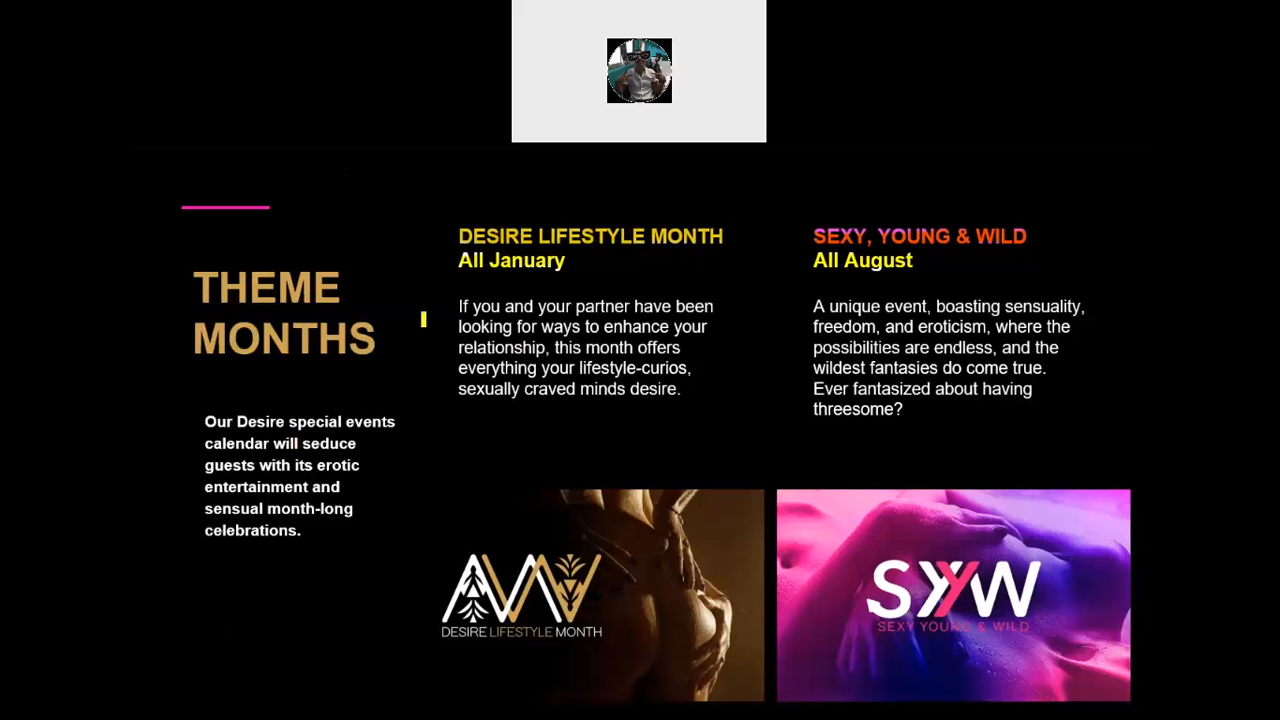 THEME
MONTHS
Our Desire special events
calendar will seduce
guests with its erotic
entertainment and
sensual month-long
celebrations.
DESIRE LIFESTYLE MONTH
All January
If you and your partner have been
looking for ways to enhance your
relationship, this month offers
everything your lifestyle-curios,
sexually craved minds desire.
SEXY, YOUNG & WILD
All August
A unique event, boasting sensuality,
freedom, and eroticism, where the
possibilities are endless, and the
wildest fantasies do come true.
Ever fantasized about having
threesome?
DESIRE LIFESTYLE MONTH
SYYW
SEXY YOUNG & WILD